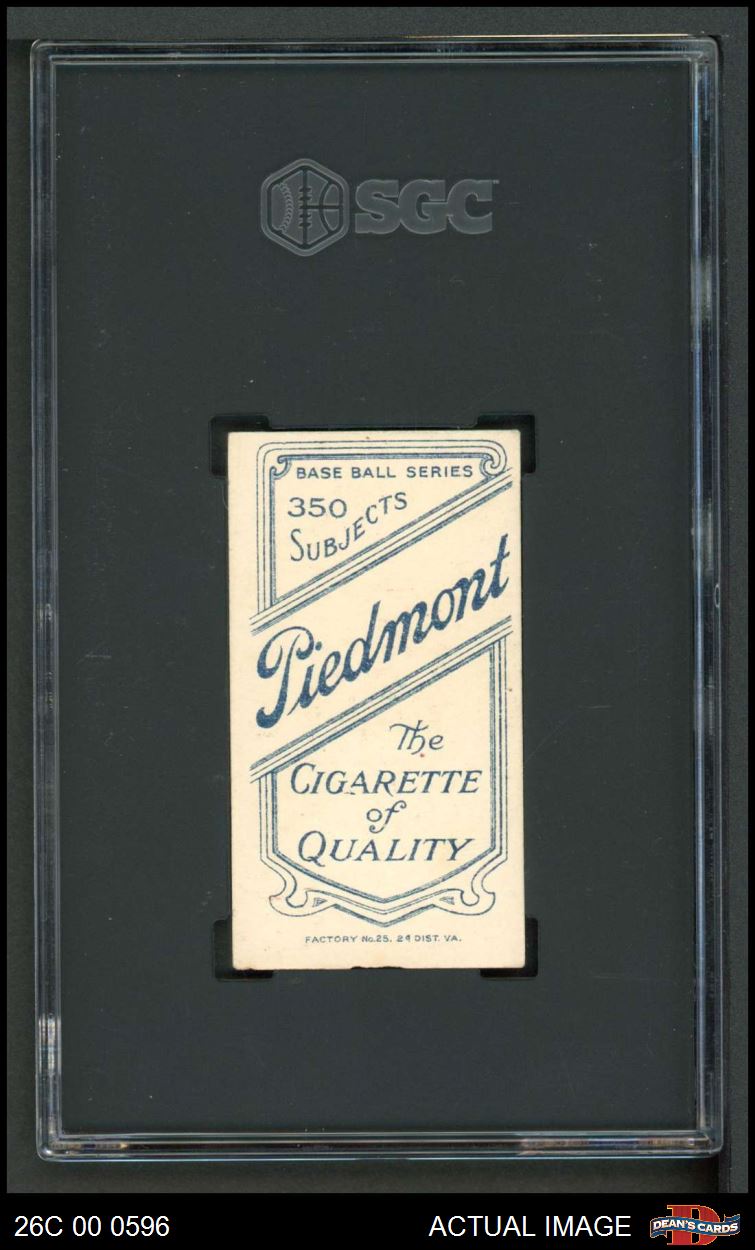 SGC
BASE BALL SERIES
350
SUBJECTS
Piedmont
The
CIGARETTE
of
QUALITY
FACTORY No.25. 2d DIST. VA.
26C 00 0596
ACTUAL IMAGE
D
DEAN'S CARDS